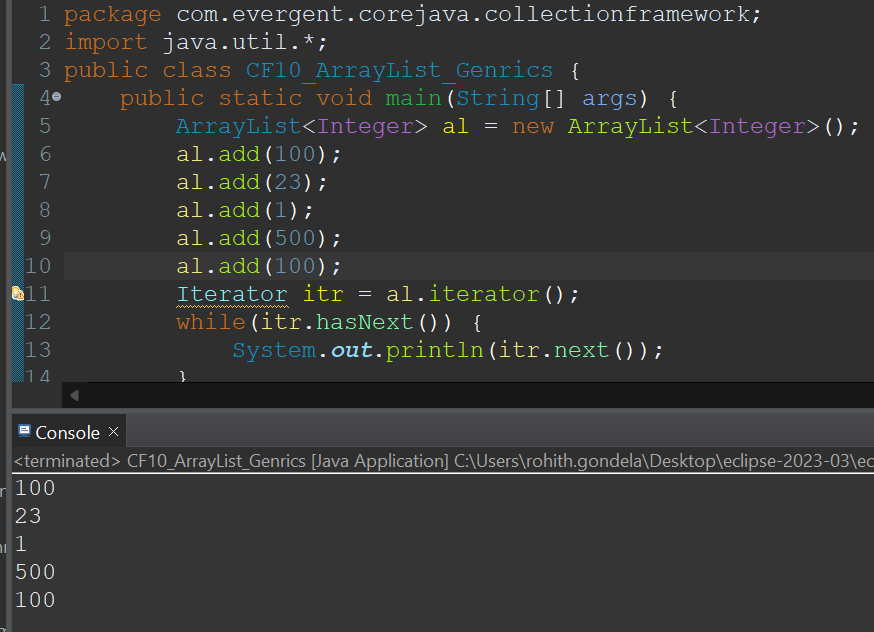 1 package com.evergent.corejava.collectionframework;
2 import java.util.*;
3 public class CF10_ArrayList_Genrics {
4 public static void main(String[] args) {
5 ArrayList<Integer> al = new ArrayList<Integer>();
6 al.add(100);
7 al.add(23);
8 al.add(1);
9 al.add(500);
10 al.add(100);
11 Iterator itr = al.iterator();
12 while(itr.hasNext()) {
13 System.out.println(itr.next());
14 }
Console
<terminated> CF10_ArrayList_Genrics [Java Application] C:\Users\rohith.gondela\Desktop\eclipse-2023-03\ec
100
23
1
500
100